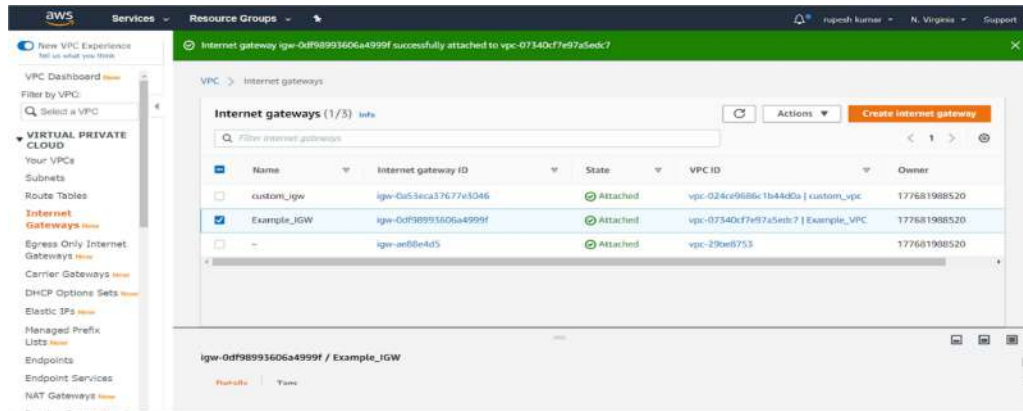 aws Services Resource Groups rupesh kumar N. Virginia Support
New VPC Experience
Tell us what you think
Internet gateway igw-0df98993606a4999f successfully attached to vpc-07340cf7e97a5edc7
VPC Dashboard New
Filter by VPC:
Select a VPC
VIRTUAL PRIVATE CLOUD
Your VPCs
Subnets
Route Tables
Internet Gateways New
Egress Only Internet Gateways New
Carrier Gateways New
DHCP Options Sets New
Elastic IPs New
Managed Prefix Lists New
Endpoints
Endpoint Services
NAT Gateways New
VPC > Internet gateways
Internet gateways (1/3) Info
Actions Create internet gateway
Filter internet gateways
1
Name Internet gateway ID State VPC ID Owner
custom_igw igw-0a53eca37677e3046 Attached vpc-024ce9686c1b44d0a | custom_vpc 177681988520
Example_IGW igw-0df98993606a4999f Attached vpc-07340cf7e97a5edc7 | Example_VPC 177681988520
– igw-ae88e4d5 Attached vpc-29be8753 177681988520
igw-0df98993606a4999f / Example_IGW
Details Tags